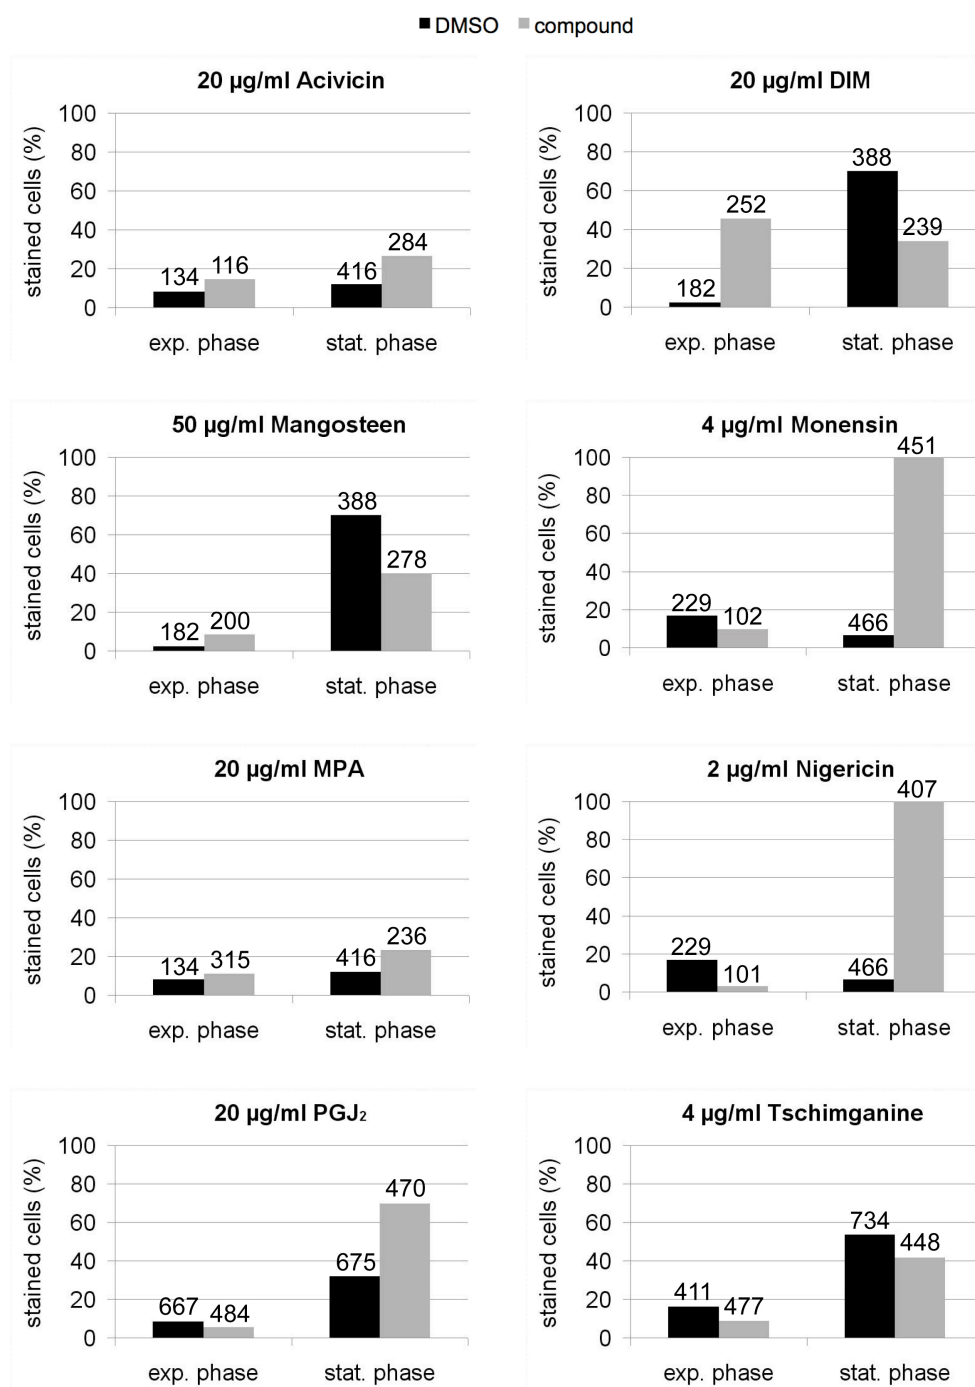 DMSO compound
20 µg/ml Acivicin
stained cells (%)
100
80
60
40
20
0
134 116 416 284
exp. phase stat. phase
20 µg/ml DIM
stained cells (%)
100
80
60
40
20
0
182 252 388 239
exp. phase stat. phase
50 µg/ml Mangosteen
stained cells (%)
100
80
60
40
20
0
182 200 388 278
exp. phase stat. phase
4 µg/ml Monensin
stained cells (%)
100
80
60
40
20
0
229 102 466 451
exp. phase stat. phase
20 µg/ml MPA
stained cells (%)
100
80
60
40
20
0
134 315 416 236
exp. phase stat. phase
2 µg/ml Nigericin
stained cells (%)
100
80
60
40
20
0
229 101 466 407
exp. phase stat. phase
20 µg/ml PGJ₂
stained cells (%)
100
80
60
40
20
0
667 484 675 470
exp. phase stat. phase
4 µg/ml Tschimganine
stained cells (%)
100
80
60
40
20
0
411 477 734 448
exp. phase stat. phase